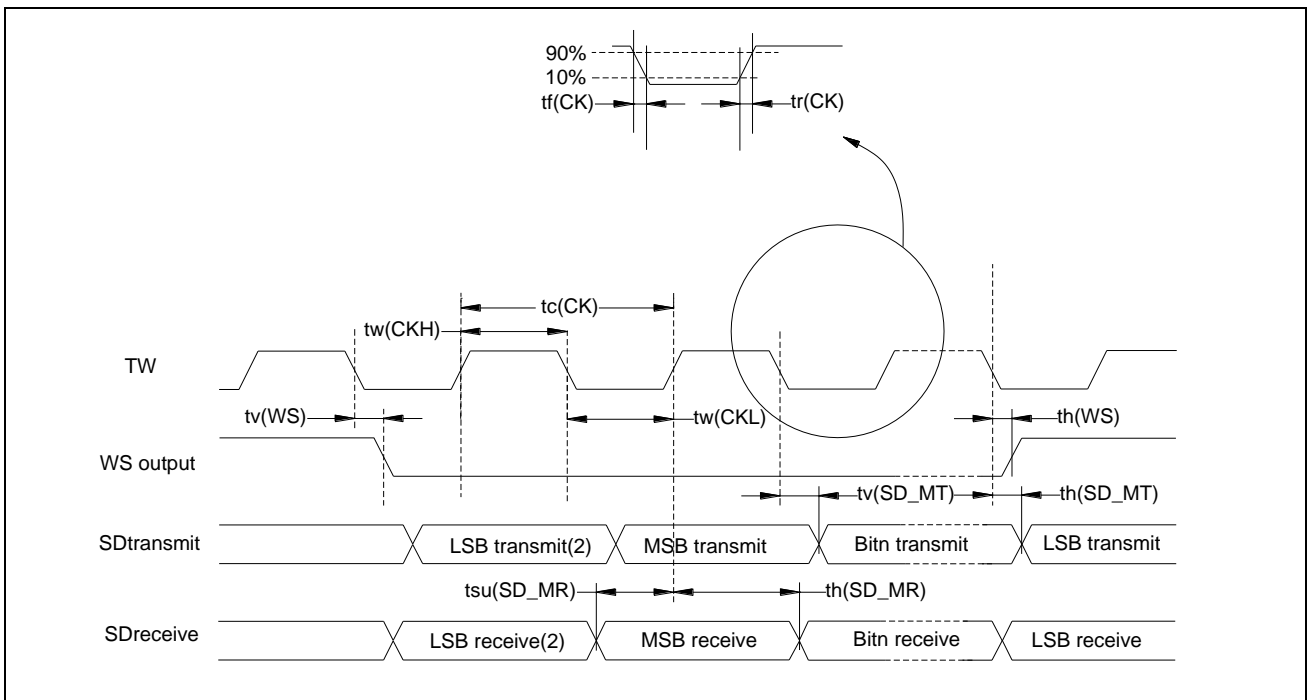 90%
10%
tf(CK)
tr(CK)
tc(CK)
tw(CKH)
TW
tv(WS)
tw(CKL)
th(WS)
WS output
tv(SD_MT)
th(SD_MT)
SDtransmit
LSB transmit(2)
MSB transmit
Bitn transmit
LSB transmit
tsu(SD_MR)
th(SD_MR)
SDreceive
LSB receive(2)
MSB receive
Bitn receive
LSB receive